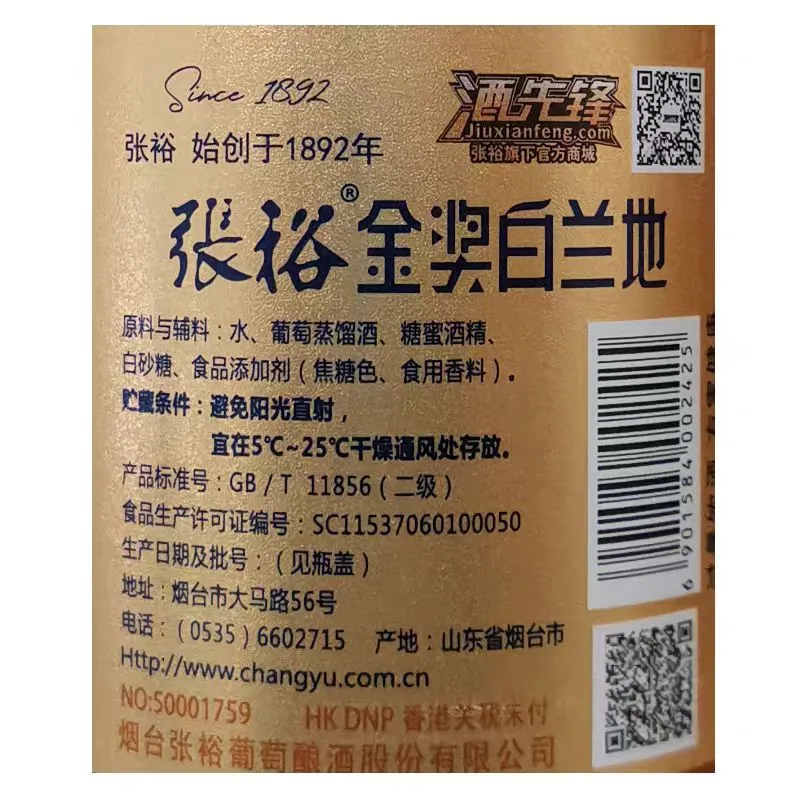 Since 1892
张裕 始创于1892年
酒先锋
Jiuxianfeng.com
张裕旗下官方商城
张裕®金奖白兰地
原料与辅料：水、葡萄蒸馏酒、糖蜜酒精、
白砂糖、食品添加剂（焦糖色、食用香料）。
贮藏条件：避免阳光直射，
宜在5℃~25℃干燥通风处存放。
产品标准号：GB/T 11856（二级）
食品生产许可证编号：SC11537060100050
生产日期及批号：（见瓶盖）
地址：烟台市大马路56号
电话：（0535）6602715 产地：山东省烟台市
Http://www.changyu.com.cn
NO:50001759 HK DNP 香港关税未付
烟台张裕葡萄酿酒股份有限公司
6 901584 002425